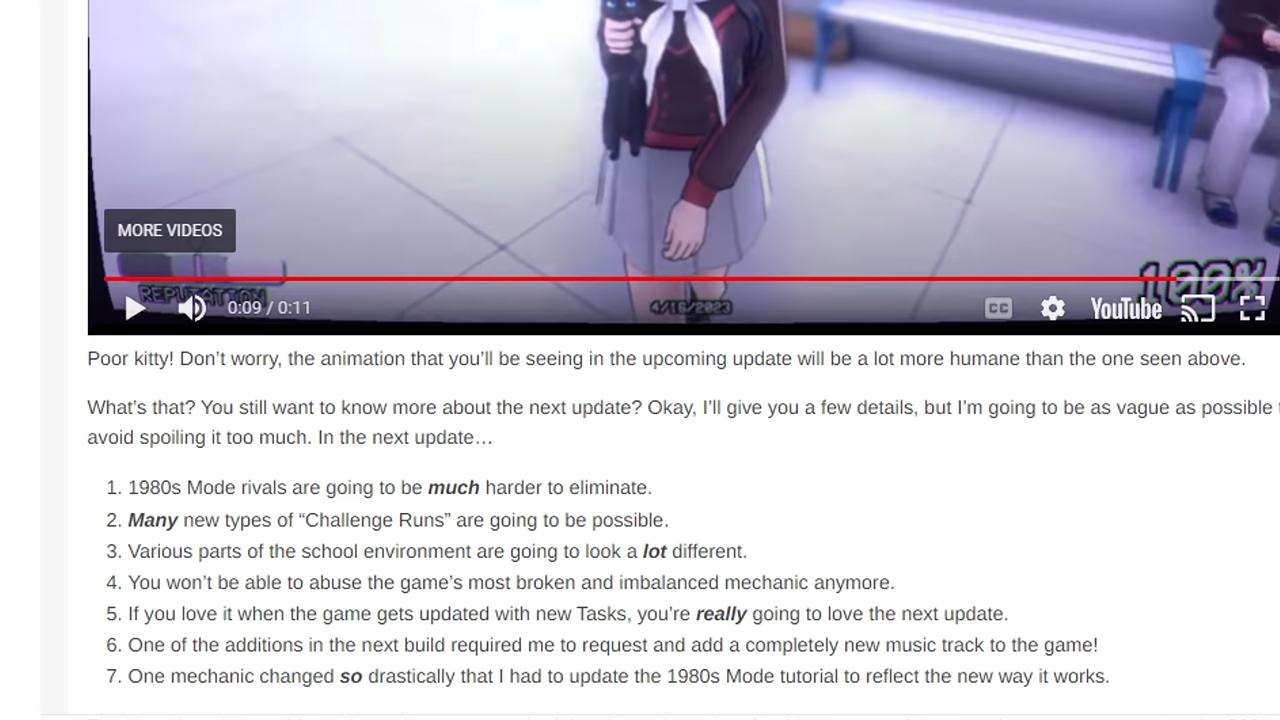 MORE VIDEOS
REPUTATION
100%
0:09 / 0:11
4/16/2023
CC
YouTube
Poor kitty! Don’t worry, the animation that you’ll be seeing in the upcoming update will be a lot more humane than the one seen above.
What’s that? You still want to know more about the next update? Okay, I’ll give you a few details, but I’m going to be as vague as possible
avoid spoiling it too much. In the next update…
1. 1980s Mode rivals are going to be much harder to eliminate.
2. Many new types of “Challenge Runs” are going to be possible.
3. Various parts of the school environment are going to look a lot different.
4. You won’t be able to abuse the game’s most broken and imbalanced mechanic anymore.
5. If you love it when the game gets updated with new Tasks, you’re really going to love the next update.
6. One of the additions in the next build required me to request and add a completely new music track to the game!
7. One mechanic changed so drastically that I had to update the 1980s Mode tutorial to reflect the new way it works.